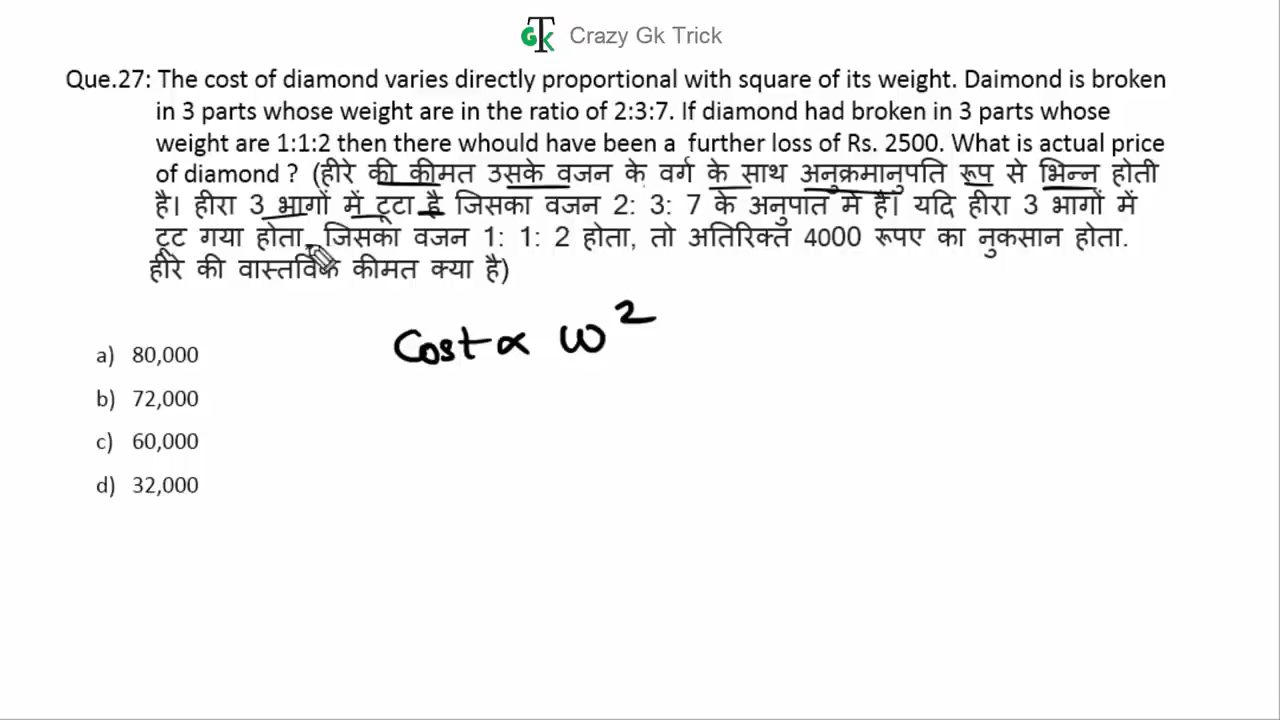 GTK Crazy Gk Trick
Que.27: The cost of diamond varies directly proportional with square of its weight. Daimond is broken
in 3 parts whose weight are in the ratio of 2:3:7. If diamond had broken in 3 parts whose
weight are 1:1:2 then there whould have been a further loss of Rs. 2500. What is actual price
of diamond ? (हीरे की कीमत उसके वजन के वर्ग के साथ अनुक्रमानुपति रूप से भिन्न होती
है। हीरा 3 भागों में टूटा है जिसका वजन 2: 3: 7 के अनुपात में है। यदि हीरा 3 भागों में
टूट गया होता, जिसका वजन 1: 1: 2 होता, तो अतिरिक्त 4000 रूपए का नुकसान होता.
हीरे की वास्तविक कीमत क्या है)
Cost ∝ w²
a) 80,000
b) 72,000
c) 60,000
d) 32,000